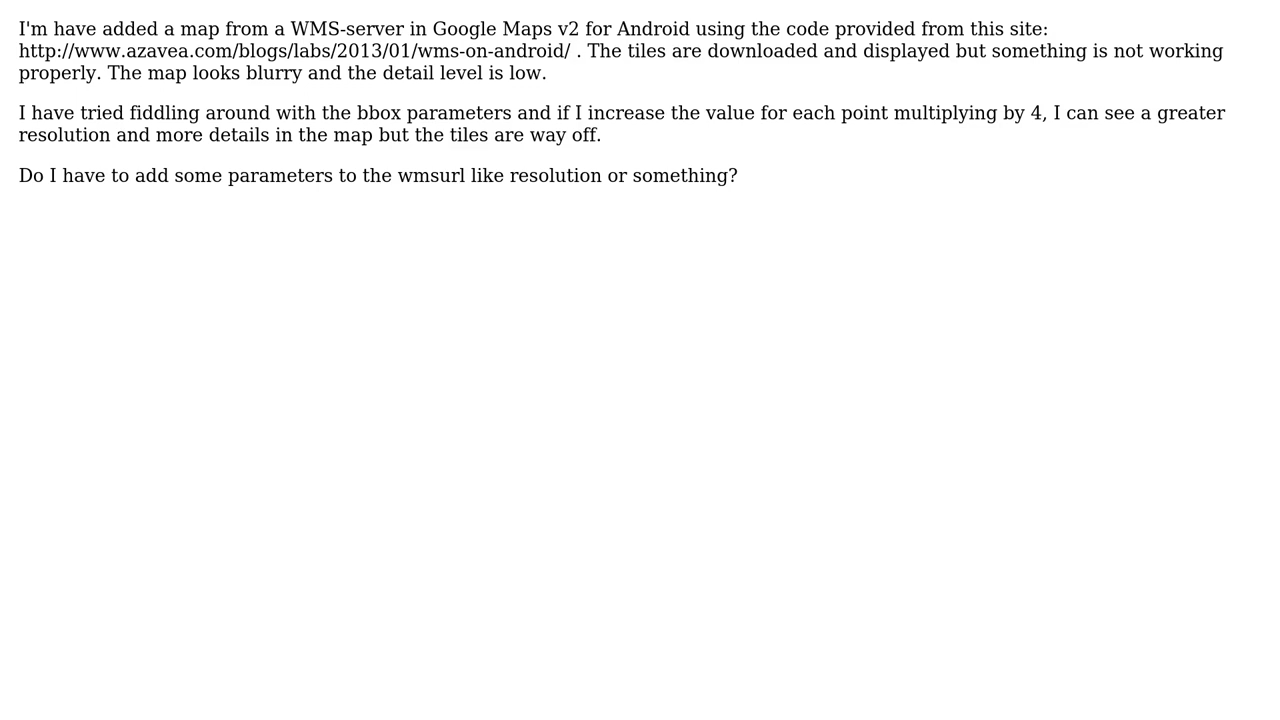 I'm have added a map from a WMS-server in Google Maps v2 for Android using the code provided from this site:
http://www.azavea.com/blogs/labs/2013/01/wms-on-android/ . The tiles are downloaded and displayed but something is not working
properly. The map looks blurry and the detail level is low.
I have tried fiddling around with the bbox parameters and if I increase the value for each point multiplying by 4, I can see a greater
resolution and more details in the map but the tiles are way off.
Do I have to add some parameters to the wmsurl like resolution or something?